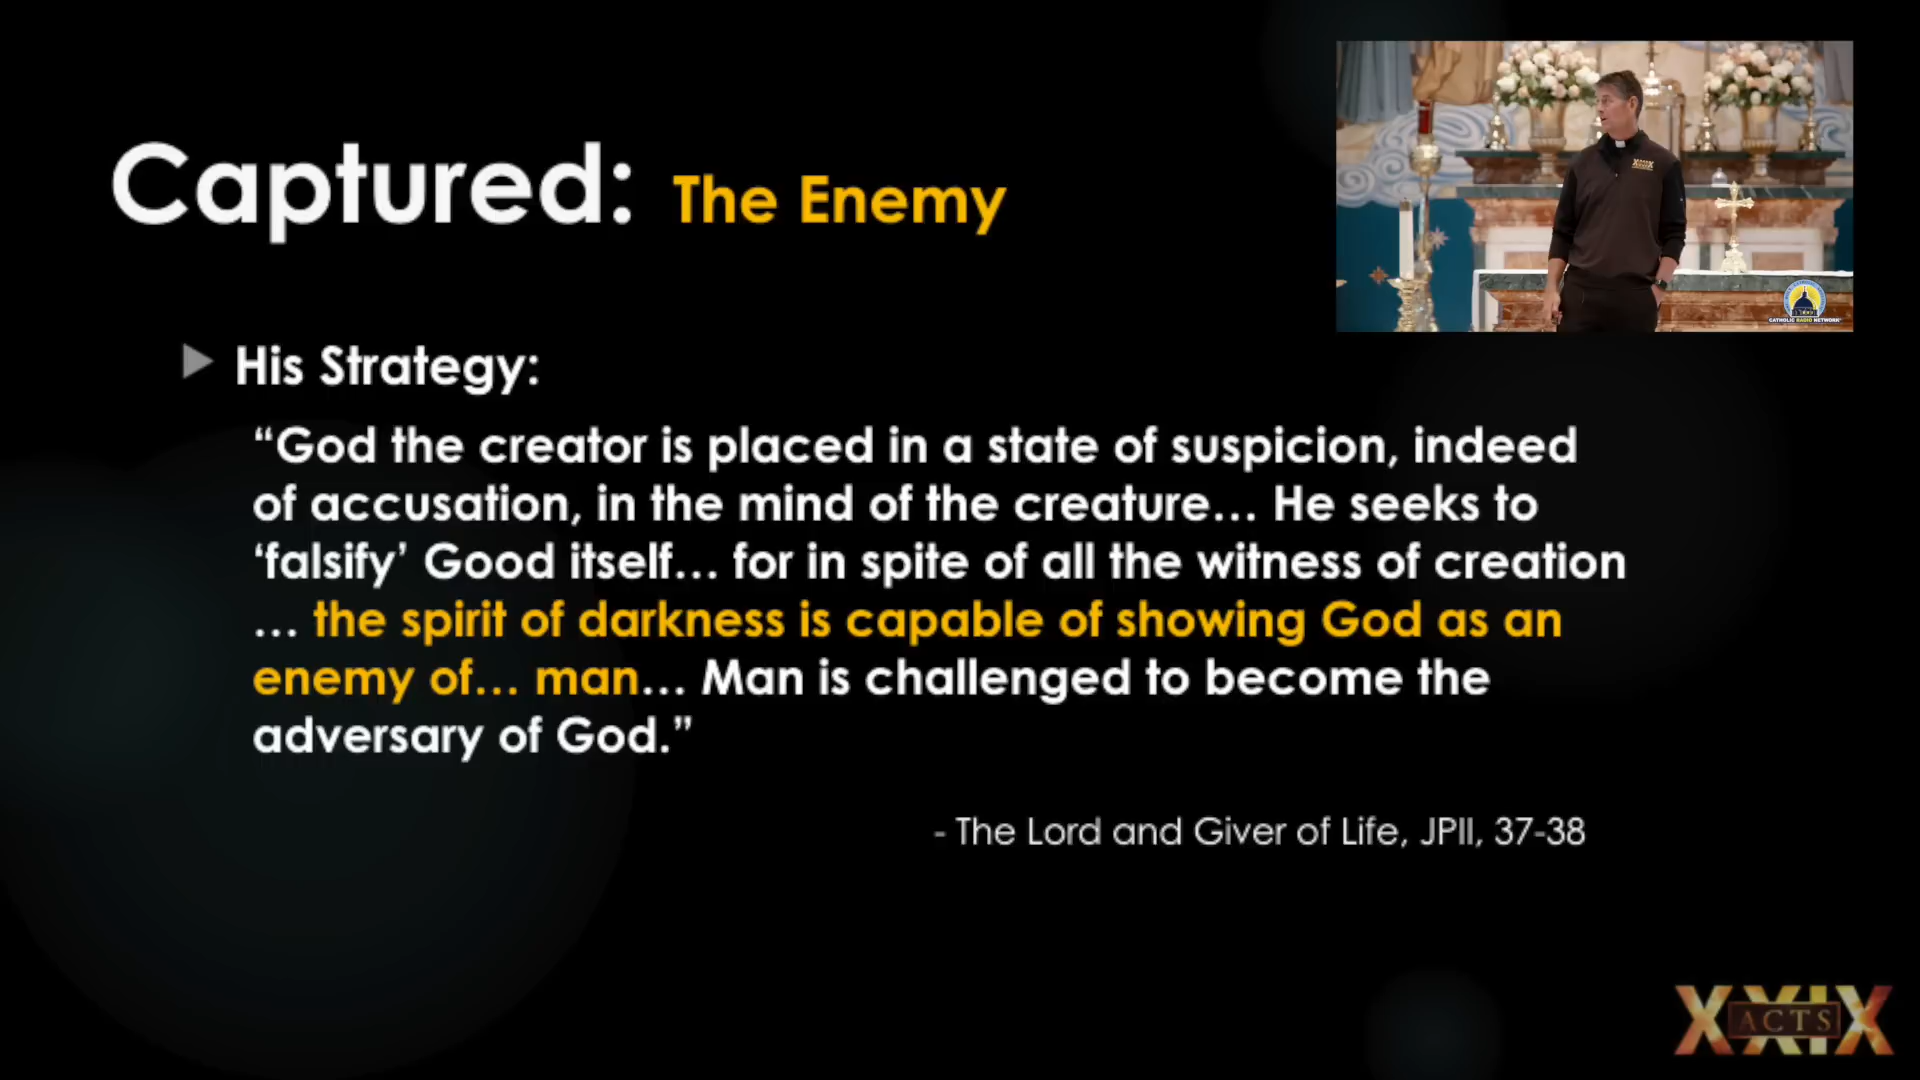 Captured: The Enemy
His Strategy:
“God the creator is placed in a state of suspicion, indeed
of accusation, in the mind of the creature… He seeks to
‘falsify’ Good itself… for in spite of all the witness of creation
… the spirit of darkness is capable of showing God as an
enemy of… man… Man is challenged to become the
adversary of God.”
- The Lord and Giver of Life, JPII, 37-38
CATHOLIC RADIO NETWORK
XXIX
ACTS